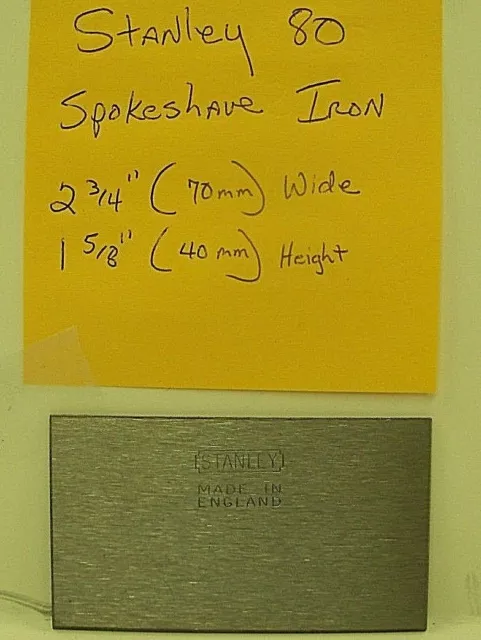 Stanley 80
Spokeshave Iron
2 3/4" (70mm) Wide
1 5/8" (40mm) Height
[STANLEY]
MADE IN
ENGLAND